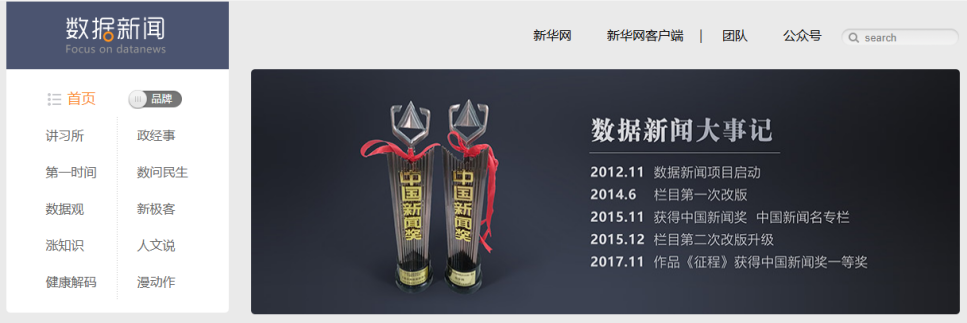 数据新闻
Focus on datanews
新华网 新华网客户端 | 团队 公众号 search
首页 品牌
讲习所 政经事
第一时间 数问民生
数据观 新极客
涨知识 人文说
健康解码 漫动作
中国新闻奖 中国新闻奖
数据新闻大事记
2012.11 数据新闻项目启动
2014.6 栏目第一次改版
2015.11 获得中国新闻奖 中国新闻名专栏
2015.12 栏目第二次改版升级
2017.11 作品《征程》获得中国新闻奖一等奖